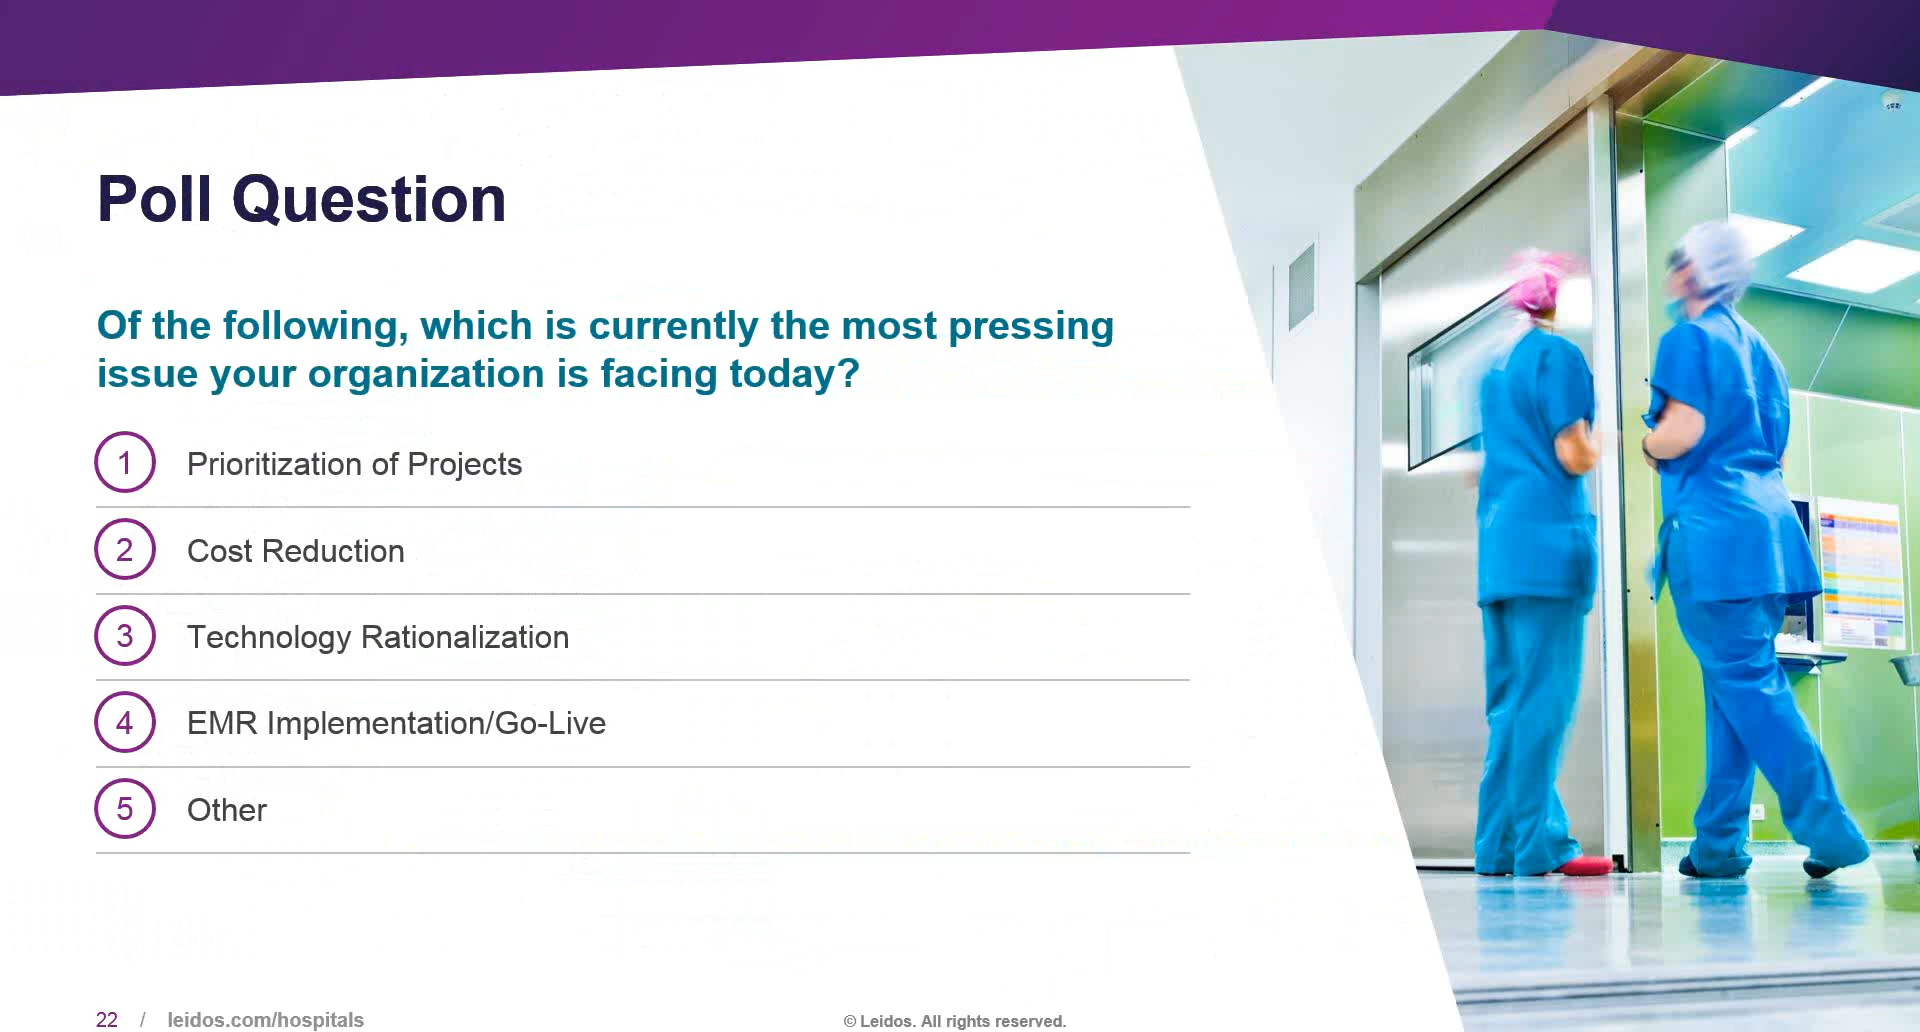 Poll Question
Of the following, which is currently the most pressing
issue your organization is facing today?
1 Prioritization of Projects
2 Cost Reduction
3 Technology Rationalization
4 EMR Implementation/Go-Live
5 Other
22 / leidos.com/hospitals © Leidos. All rights reserved.